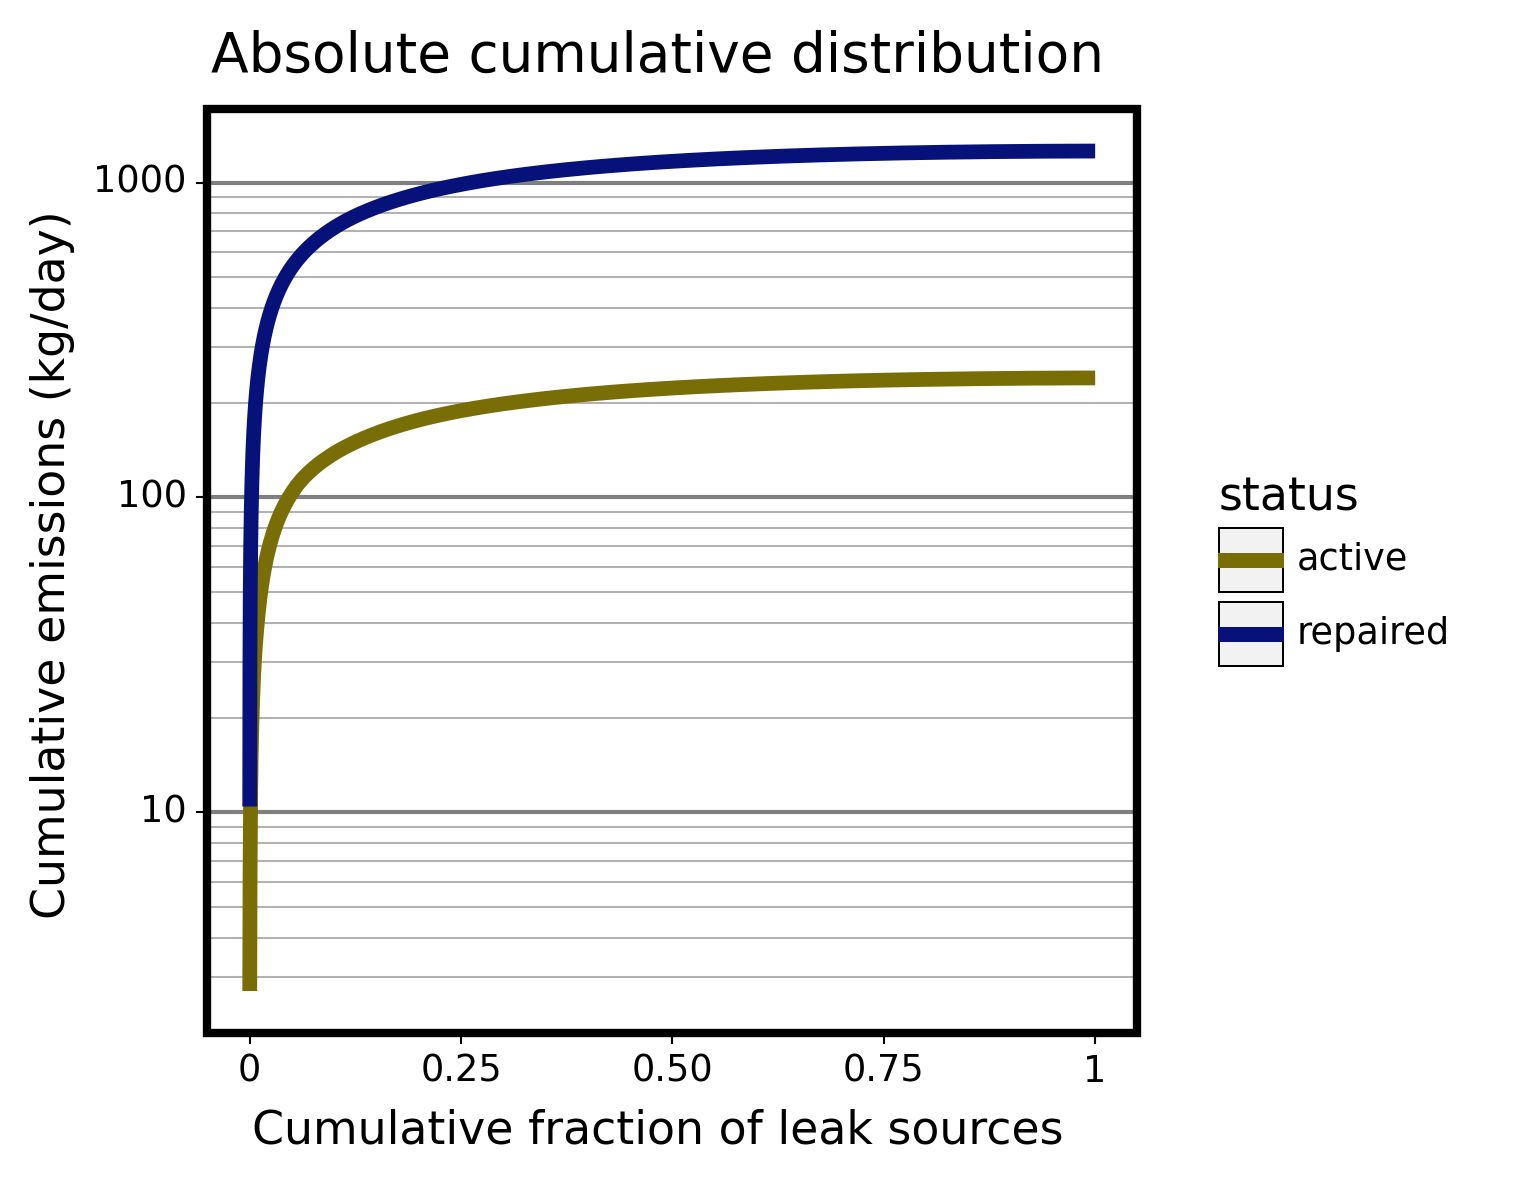 Absolute cumulative distribution
Cumulative emissions (kg/day)
1000
100
10
0
0.25
0.50
0.75
1
Cumulative fraction of leak sources
status
active
repaired